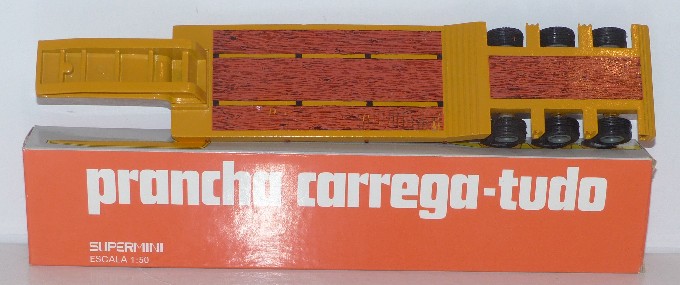 prancha carrega-tudo
SUPERMINI
ESCALA 1:50